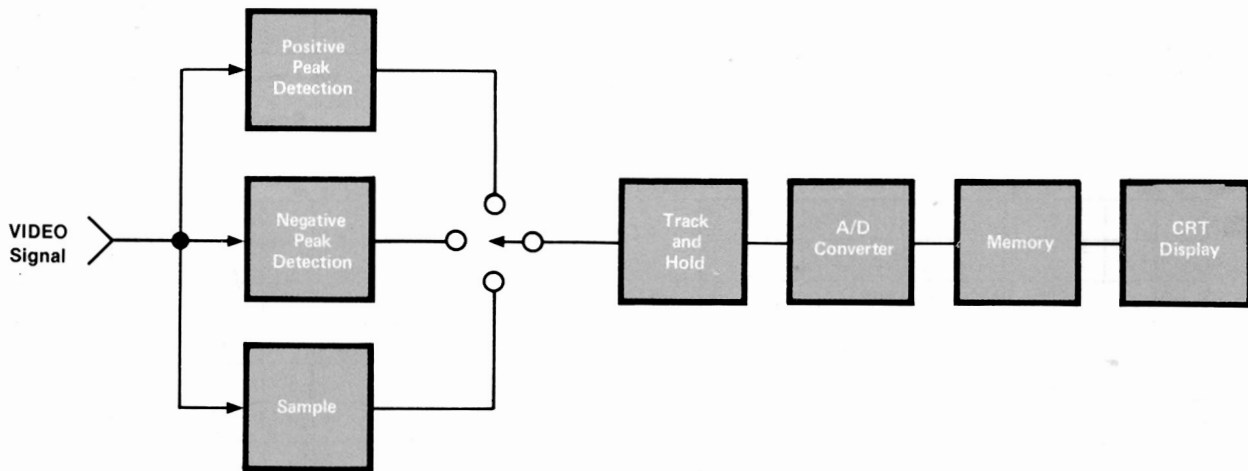 Positive
Peak
Detection
VIDEO
Signal
Negative
Peak
Detection
Sample
Track
and
Hold
A/D
Converter
Memory
CRT
Display